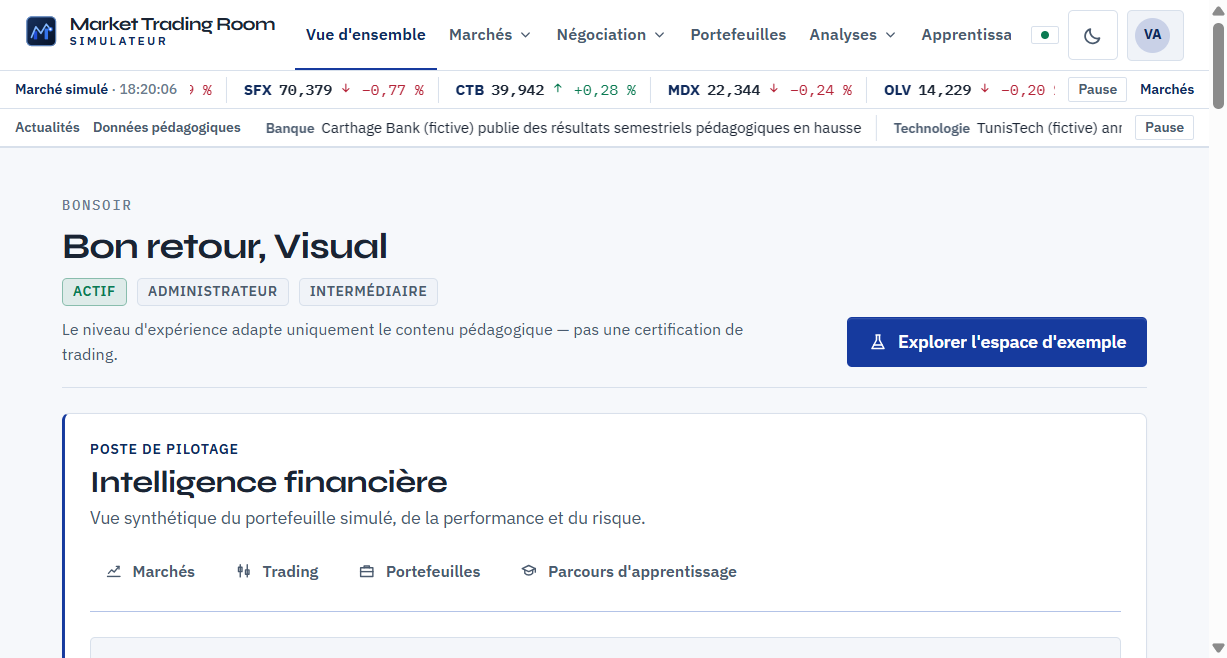 Market Trading Room
SIMULATEUR
Vue d'ensemble Marchés Négociation Portefeuilles Analyses Apprentissa VA
Marché simulé · 18:20:06 % SFX 70,379 ↓ −0,77 % CTB 39,942 ↑ +0,28 % MDX 22,344 ↓ −0,24 % OLV 14,229 ↓ −0,20 Pause Marchés
Actualités Données pédagogiques Banque Carthage Bank (fictive) publie des résultats semestriels pédagogiques en hausse Technologie TunisTech (fictive) Pause
BONSOIR
Bon retour, Visual
ACTIF ADMINISTRATEUR INTERMÉDIAIRE
Le niveau d'expérience adapte uniquement le contenu pédagogique — pas une certification de
trading.
Explorer l'espace d'exemple
POSTE DE PILOTAGE
Intelligence financière
Vue synthétique du portefeuille simulé, de la performance et du risque.
Marchés Trading Portefeuilles Parcours d'apprentissage